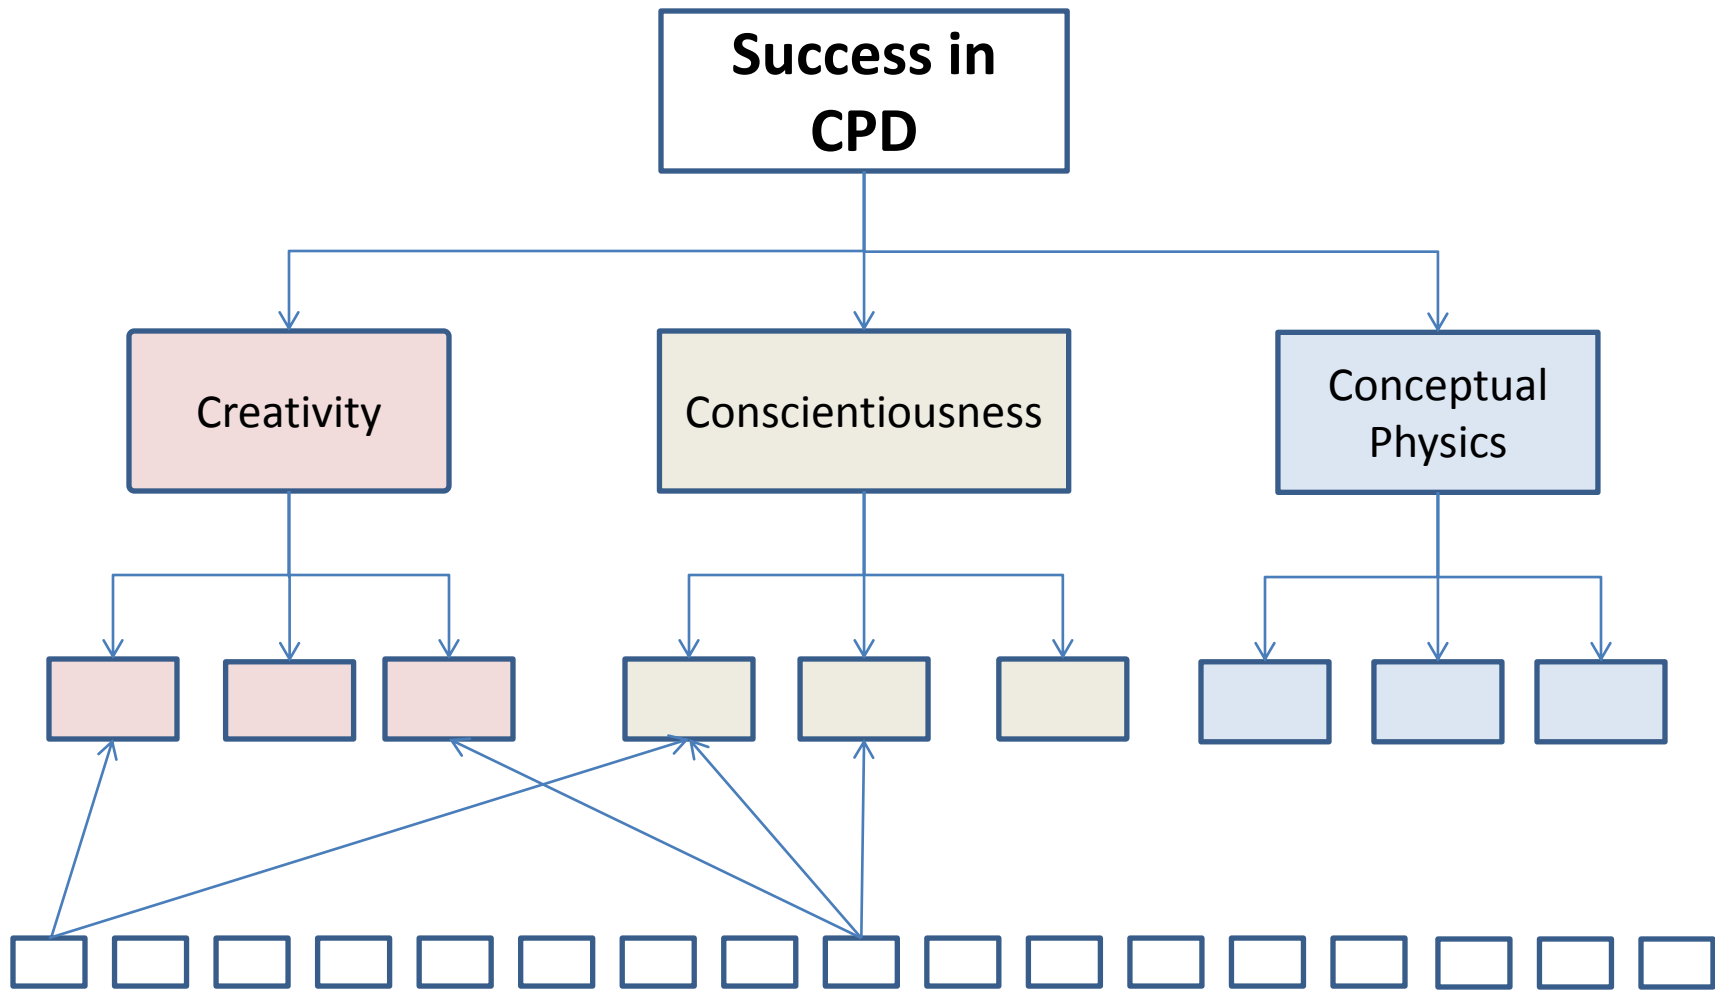 Success in
CPD
Creativity
Conscientiousness
Conceptual
Physics